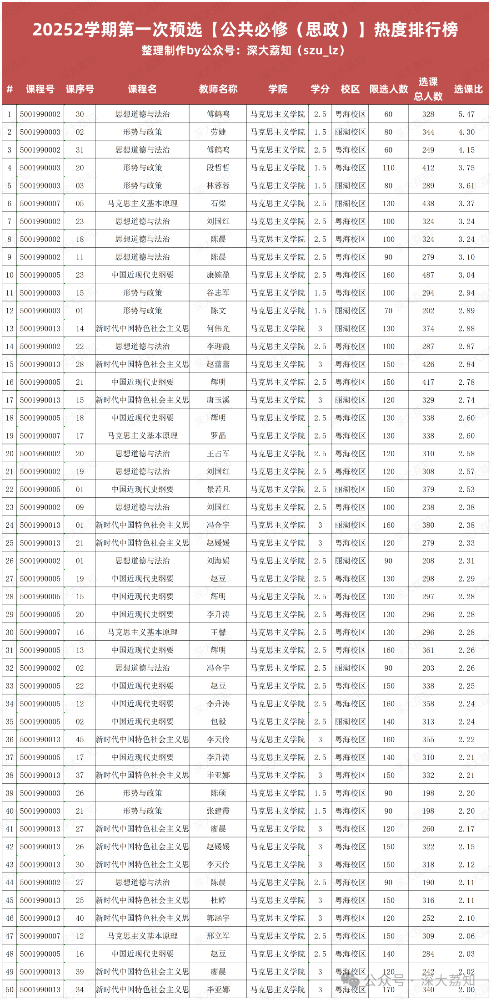 20252学期第一次预选【公共必修（思政）】热度排行榜
整理制作by公众号：深大荔知（szu_lz）
# 课程号 课序号 课程名 教师名称 学院 学分 校区 限选人数 选课总人数 选课比
1 5001990002 30 思想道德与法治 傅鹤鸣 马克思主义学院 2.5 粤海校区 60 328 5.47
2 5001990003 02 形势与政策 劳婕 马克思主义学院 1.5 丽湖校区 80 344 4.30
3 5001990002 31 思想道德与法治 傅鹤鸣 马克思主义学院 2.5 粤海校区 60 249 4.15
4 5001990003 20 形势与政策 段哲哲 马克思主义学院 1.5 粤海校区 110 412 3.75
5 5001990003 03 形势与政策 林蓉蓉 马克思主义学院 1.5 丽湖校区 80 289 3.61
6 5001990007 05 马克思主义基本原理 石梁 马克思主义学院 2.5 丽湖校区 130 438 3.37
7 5001990002 23 思想道德与法治 刘国红 马克思主义学院 2.5 粤海校区 100 324 3.24
8 5001990002 18 思想道德与法治 陈晨 马克思主义学院 2.5 粤海校区 100 324 3.24
9 5001990002 11 思想道德与法治 陈晨 马克思主义学院 2.5 粤海校区 90 279 3.10
10 5001990005 23 中国近现代史纲要 康婉盈 马克思主义学院 2.5 粤海校区 160 487 3.04
11 5001990003 15 形势与政策 谷志军 马克思主义学院 1.5 粤海校区 100 294 2.94
12 5001990003 01 形势与政策 陈文 马克思主义学院 1.5 丽湖校区 70 202 2.89
13 5001990013 14 新时代中国特色社会主义思 何伟光 马克思主义学院 3 丽湖校区 130 374 2.88
14 5001990002 22 思想道德与法治 李迎霞 马克思主义学院 2.5 粤海校区 100 287 2.87
15 5001990013 28 新时代中国特色社会主义思 赵蕾蕾 马克思主义学院 3 粤海校区 150 426 2.84
16 5001990005 21 中国近现代史纲要 辉明 马克思主义学院 2.5 粤海校区 150 417 2.78
17 5001990013 15 新时代中国特色社会主义思 唐玉溪 马克思主义学院 3 丽湖校区 120 329 2.74
18 5001990005 18 中国近现代史纲要 辉明 马克思主义学院 2.5 粤海校区 130 338 2.60
19 5001990007 17 马克思主义基本原理 罗晶 马克思主义学院 2.5 粤海校区 130 338 2.60
20 5001990002 20 思想道德与法治 王占军 马克思主义学院 2.5 粤海校区 120 310 2.58
21 5001990002 19 思想道德与法治 刘国红 马克思主义学院 2.5 粤海校区 120 308 2.57
22 5001990005 01 中国近现代史纲要 景若凡 马克思主义学院 2.5 丽湖校区 150 379 2.53
23 5001990002 09 思想道德与法治 刘国红 马克思主义学院 2.5 粤海校区 100 238 2.38
24 5001990013 01 新时代中国特色社会主义思 冯金宇 马克思主义学院 3 丽湖校区 160 380 2.38
25 5001990013 21 新时代中国特色社会主义思 赵媛媛 马克思主义学院 3 粤海校区 120 279 2.33
26 5001990002 01 思想道德与法治 刘海娟 马克思主义学院 2.5 丽湖校区 90 208 2.31
27 5001990005 19 中国近现代史纲要 赵豆 马克思主义学院 2.5 粤海校区 130 298 2.29
28 5001990005 15 中国近现代史纲要 辉明 马克思主义学院 2.5 粤海校区 130 297 2.28
29 5001990005 20 中国近现代史纲要 李升涛 马克思主义学院 2.5 粤海校区 130 296 2.28
30 5001990007 16 马克思主义基本原理 王馨 马克思主义学院 2.5 粤海校区 130 296 2.28
31 5001990005 13 中国近现代史纲要 辉明 马克思主义学院 2.5 粤海校区 160 361 2.26
32 5001990002 02 思想道德与法治 冯金宇 马克思主义学院 2.5 丽湖校区 90 203 2.26
33 5001990005 22 中国近现代史纲要 赵豆 马克思主义学院 2.5 粤海校区 150 338 2.25
34 5001990005 12 中国近现代史纲要 李升涛 马克思主义学院 2.5 粤海校区 160 358 2.24
35 5001990005 02 中国近现代史纲要 包毅 马克思主义学院 2.5 丽湖校区 140 313 2.24
36 5001990013 45 新时代中国特色社会主义思 李天伶 马克思主义学院 3 粤海校区 160 355 2.22
37 5001990005 17 中国近现代史纲要 李升涛 马克思主义学院 2.5 粤海校区 140 310 2.21
38 5001990013 37 新时代中国特色社会主义思 毕亚娜 马克思主义学院 3 粤海校区 150 332 2.21
39 5001990003 26 形势与政策 陈硕 马克思主义学院 1.5 粤海校区 90 198 2.20
40 5001990003 21 形势与政策 张建霞 马克思主义学院 1.5 粤海校区 90 198 2.20
41 5001990013 27 新时代中国特色社会主义思 廖晨 马克思主义学院 3 粤海校区 120 260 2.17
42 5001990013 26 新时代中国特色社会主义思 赵媛媛 马克思主义学院 3 粤海校区 150 322 2.15
43 5001990013 30 新时代中国特色社会主义思 李天伶 马克思主义学院 3 粤海校区 150 318 2.12
44 5001990002 27 思想道德与法治 陈晨 马克思主义学院 2.5 粤海校区 90 190 2.11
45 5001990013 25 新时代中国特色社会主义思 杜婷 马克思主义学院 3 粤海校区 150 316 2.11
46 5001990013 40 新时代中国特色社会主义思 郭涵宇 马克思主义学院 3 粤海校区 120 252 2.10
47 5001990007 12 马克思主义基本原理 邢立军 马克思主义学院 2.5 粤海校区 150 309 2.06
48 5001990005 16 中国近现代史纲要 赵豆 马克思主义学院 2.5 粤海校区 140 284 2.03
49 5001990013 39 新时代中国特色社会主义思 廖晨 马克思主义学院 3 粤海校区 120 242 2.02
50 5001990013 34 新时代中国特色社会主义思 毕亚娜 马克思主义学院 3 粤海校区 170 340 2.00
公众号·深大荔知